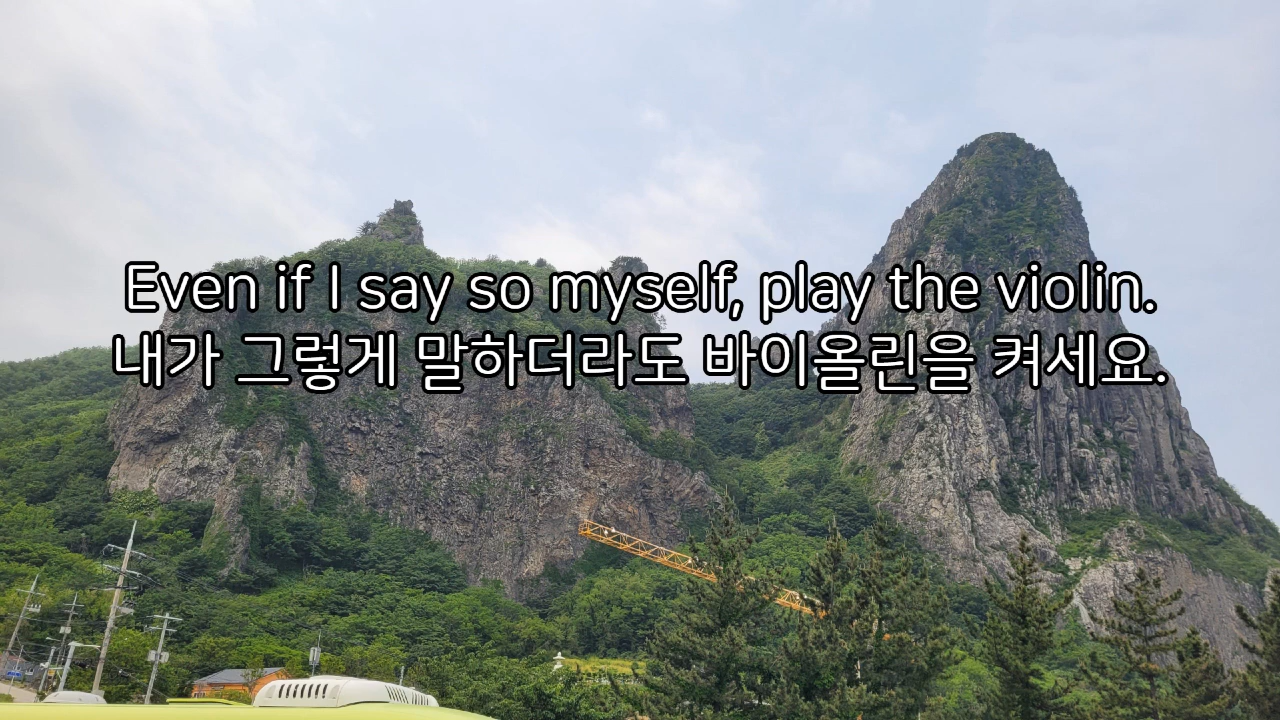 Even if I say so myself, play the violin.
내가 그렇게 말하더라도 바이올린을 켜세요.